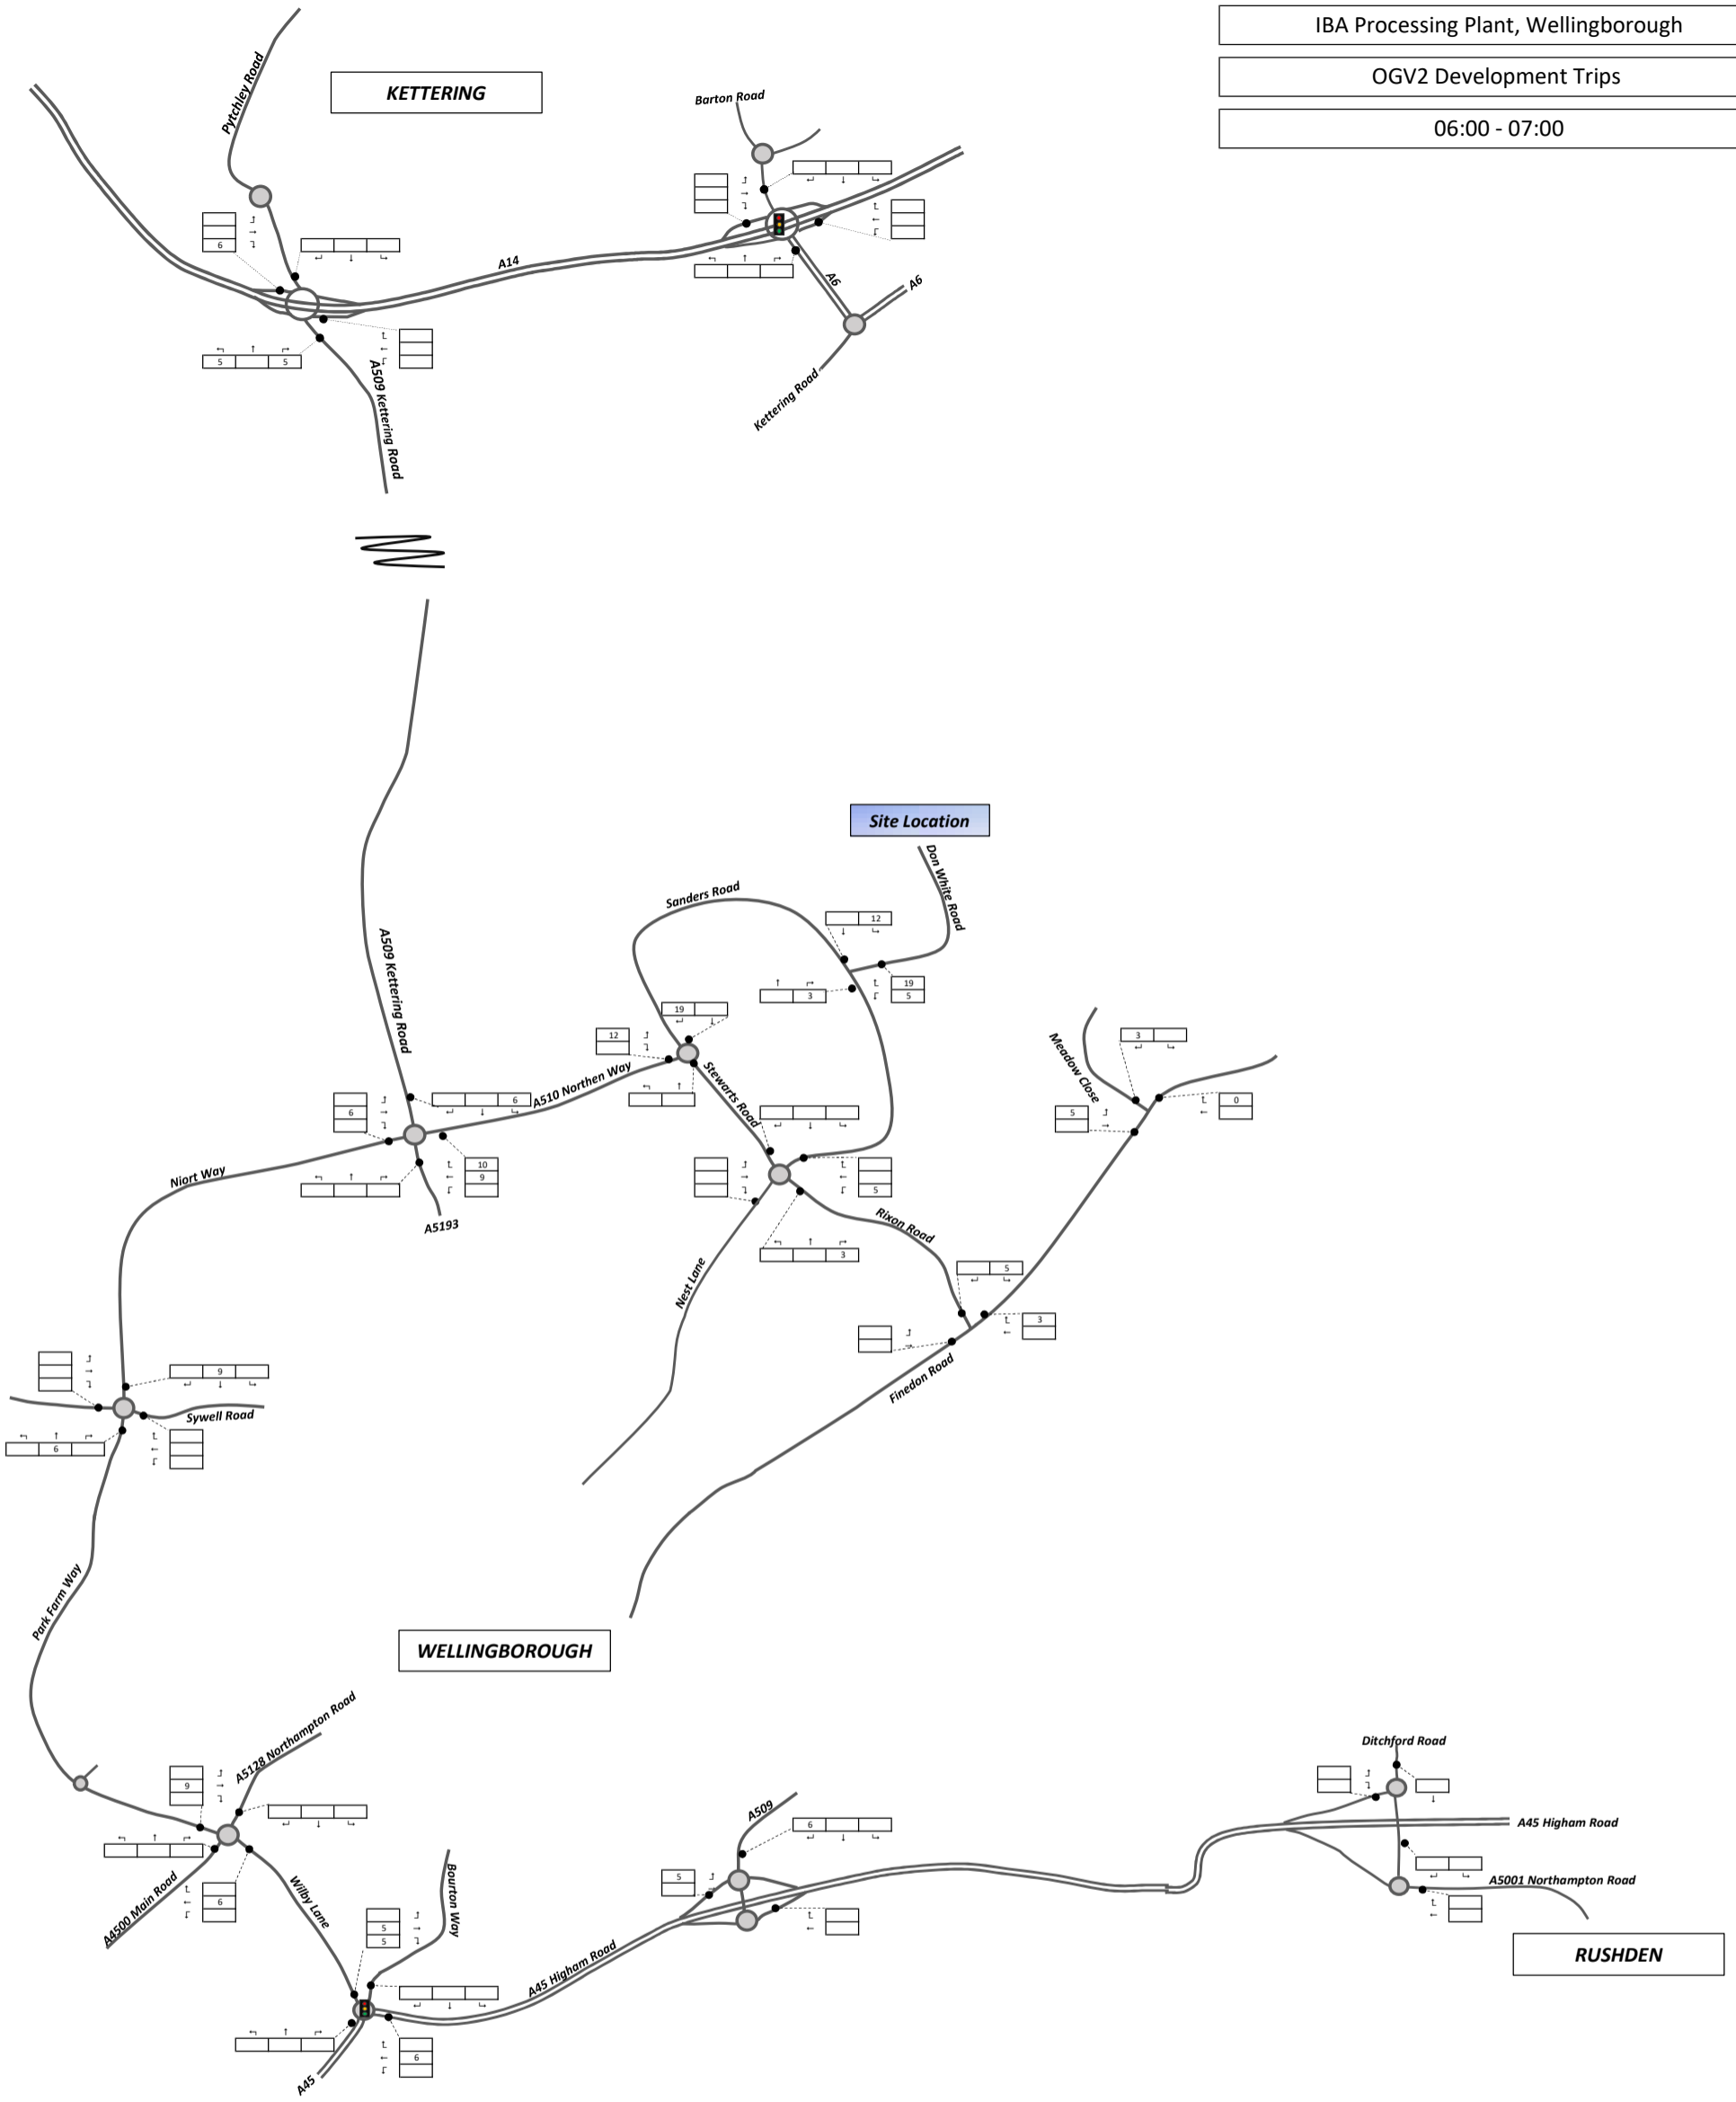 IBA Processing Plant, Wellingborough
OGV2 Development Trips
06:00 - 07:00
KETTERING
Pytchley Road
Barton Road
6
A14
A6
A6
5 5
A509 Kettering Road
Kettering Road
Site Location
Don White Road
Sanders Road
12
A509 Kettering Road
19
5
3
19
12
Meadow Close
3
Stewarts Road
A510 Northen Way
6
6
5
0
10
9
Niort Way
5
A5193
Rixon Road
3
Nest Lane
5
3
Finedon Road
9
Sywell Road
6
Park Farm Way
WELLINGBOROUGH
A5128 Northampton Road
Ditchford Road
9
A509
6
A45 Higham Road
5
A5001 Northampton Road
A4500 Main Road
6
Wilby Lane
Bourton Way
5
5
A45 Higham Road
RUSHDEN
6
A45